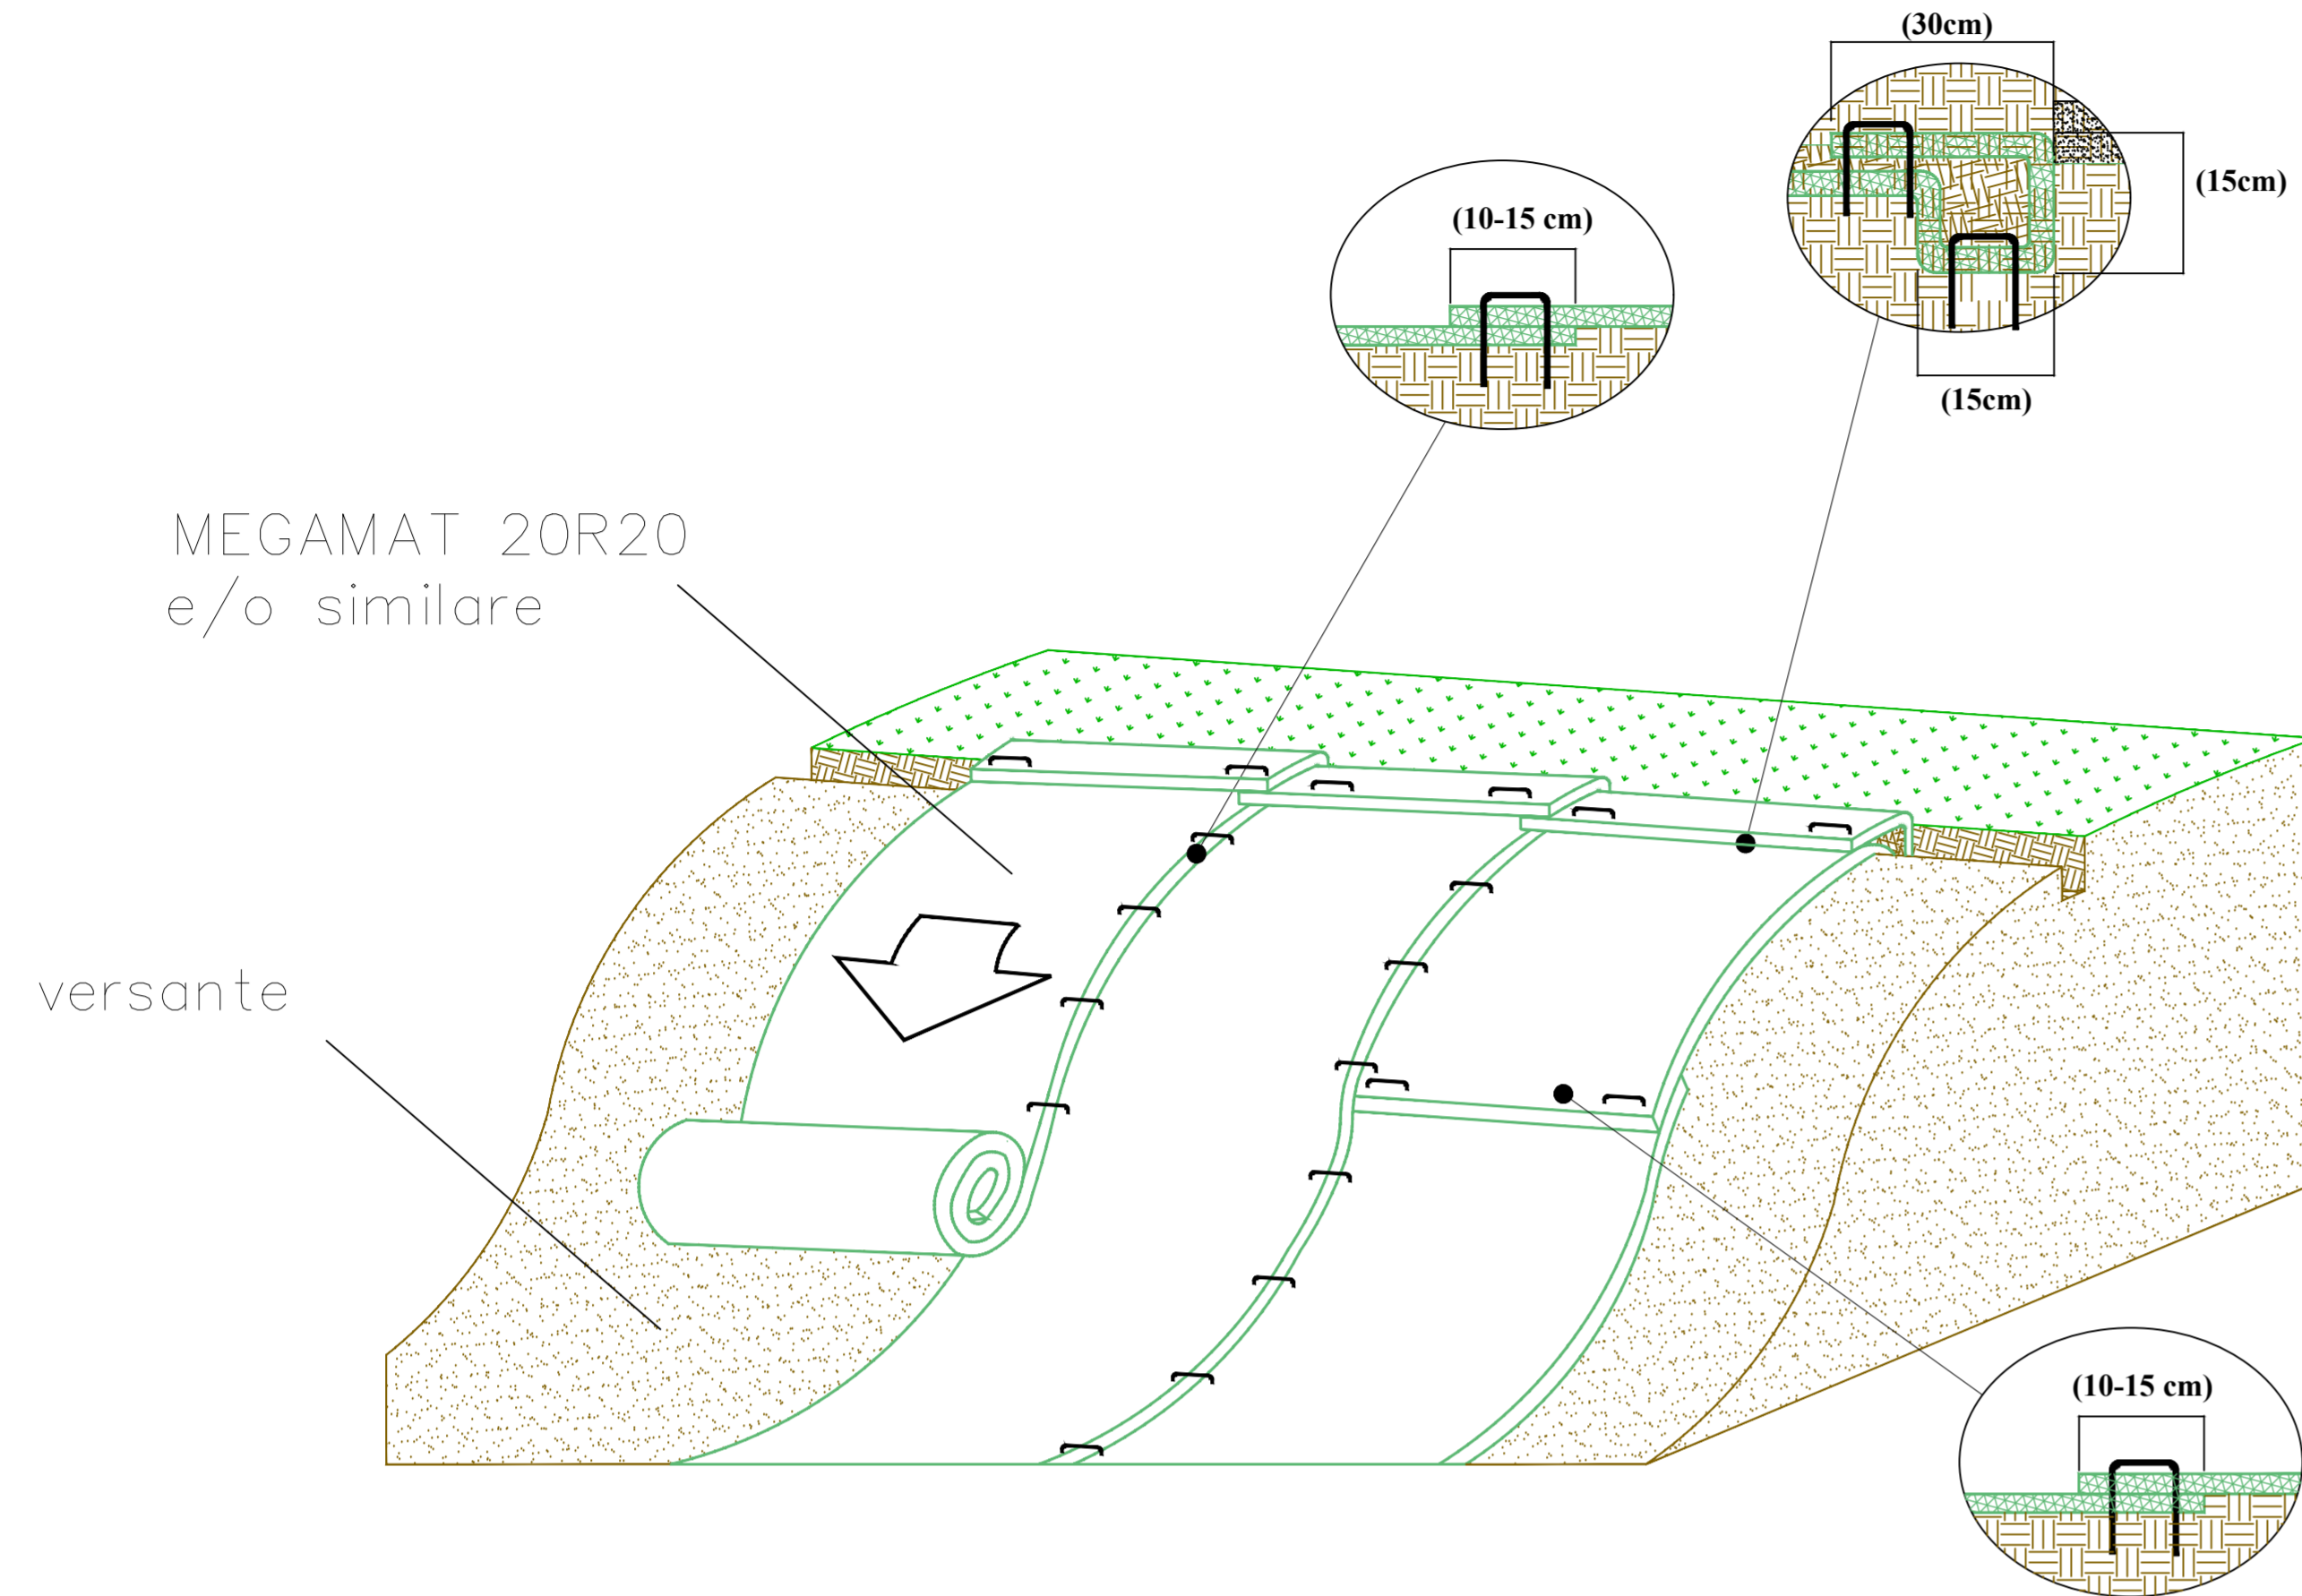 (30cm)
(15cm)
(10-15 cm)
(15cm)
MEGAMAT 20R20
e/o similare
versante
(10-15 cm)